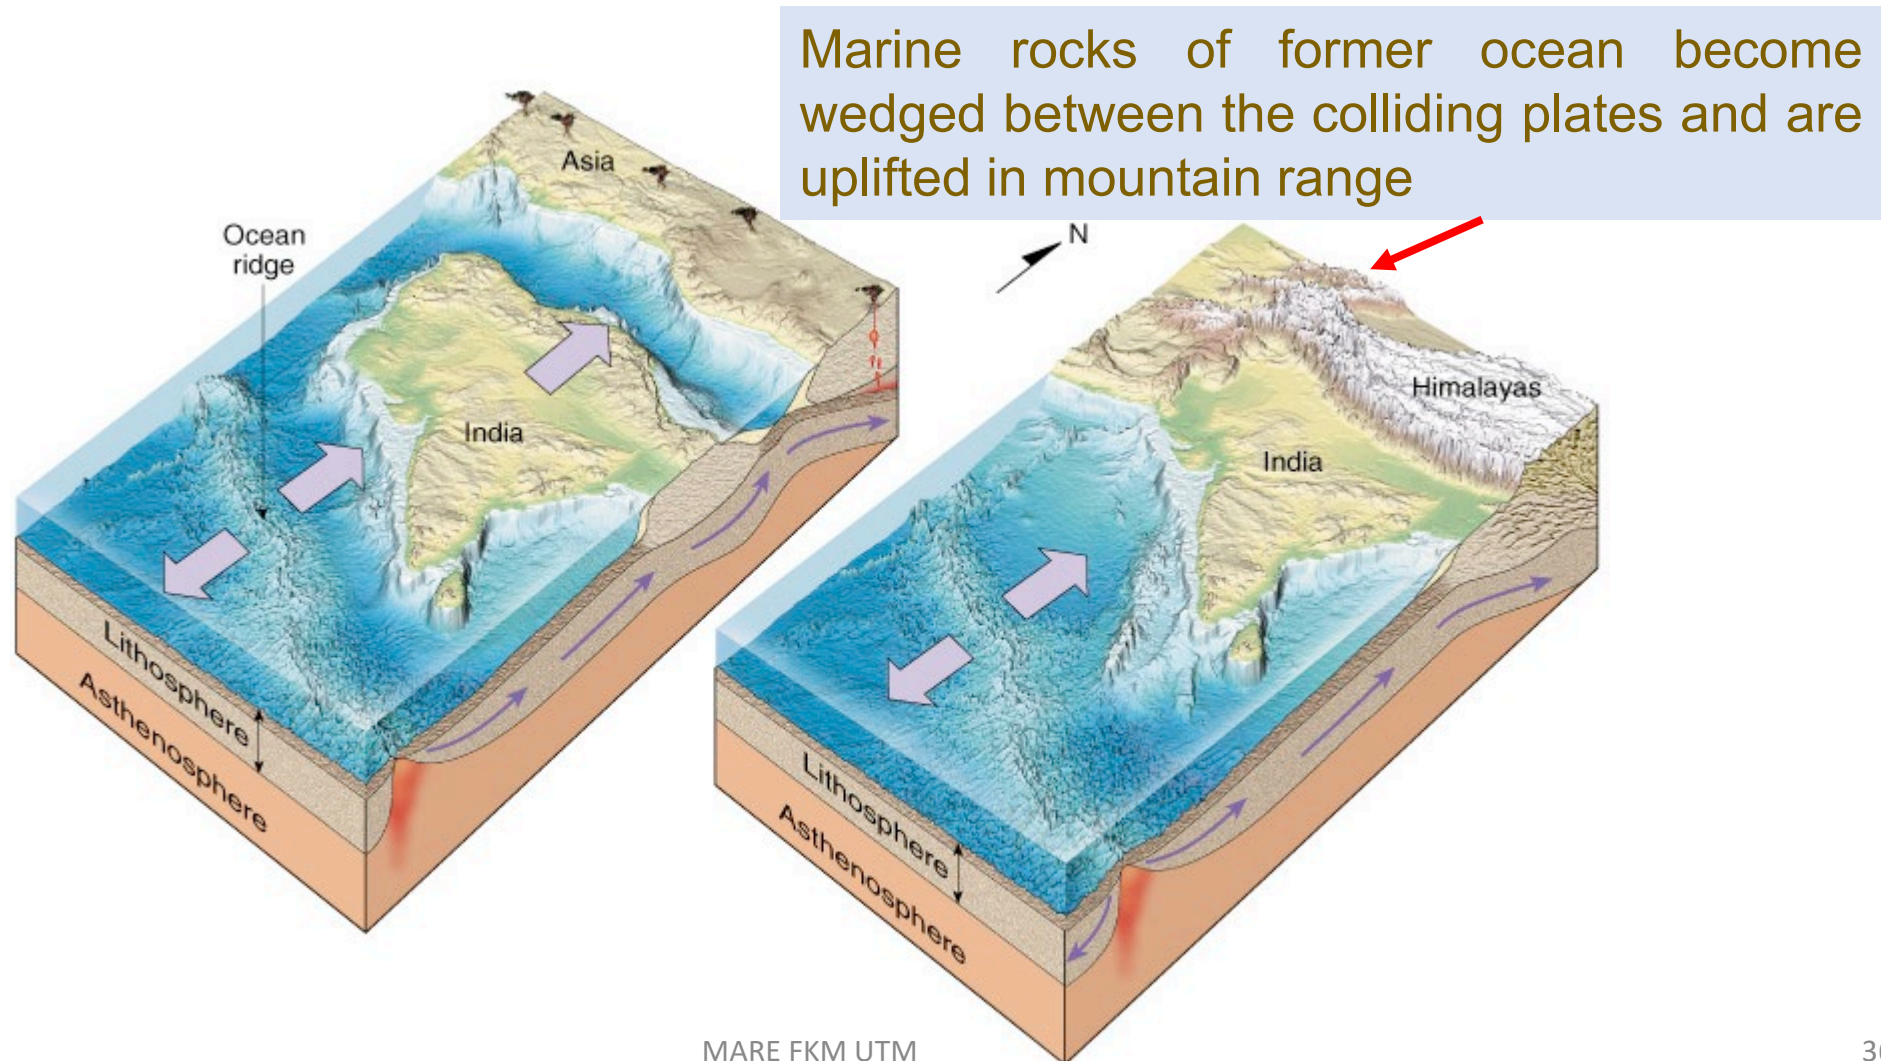 Marine rocks of former ocean become
wedged between the colliding plates and are
uplifted in mountain range
Asia
Ocean
ridge
India
Lithosphere
Asthenosphere
N
Himalayas
India
Lithosphere
Asthenosphere
MARE FKM UTM